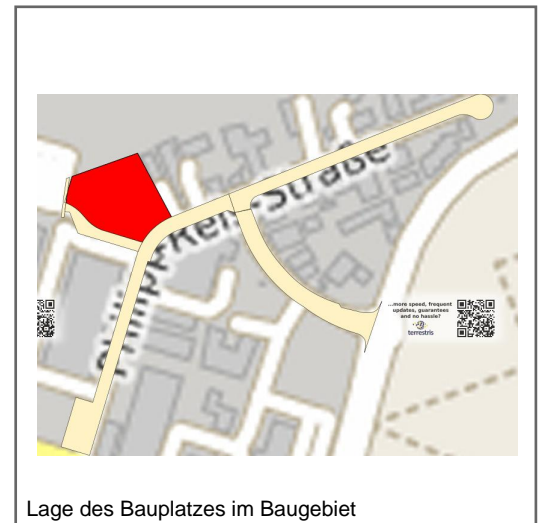 Philipp-Reis-Straße
...more speed, frequent
updates, guarantees
and no hassle?
terrestris
Lage des Bauplatzes im Baugebiet